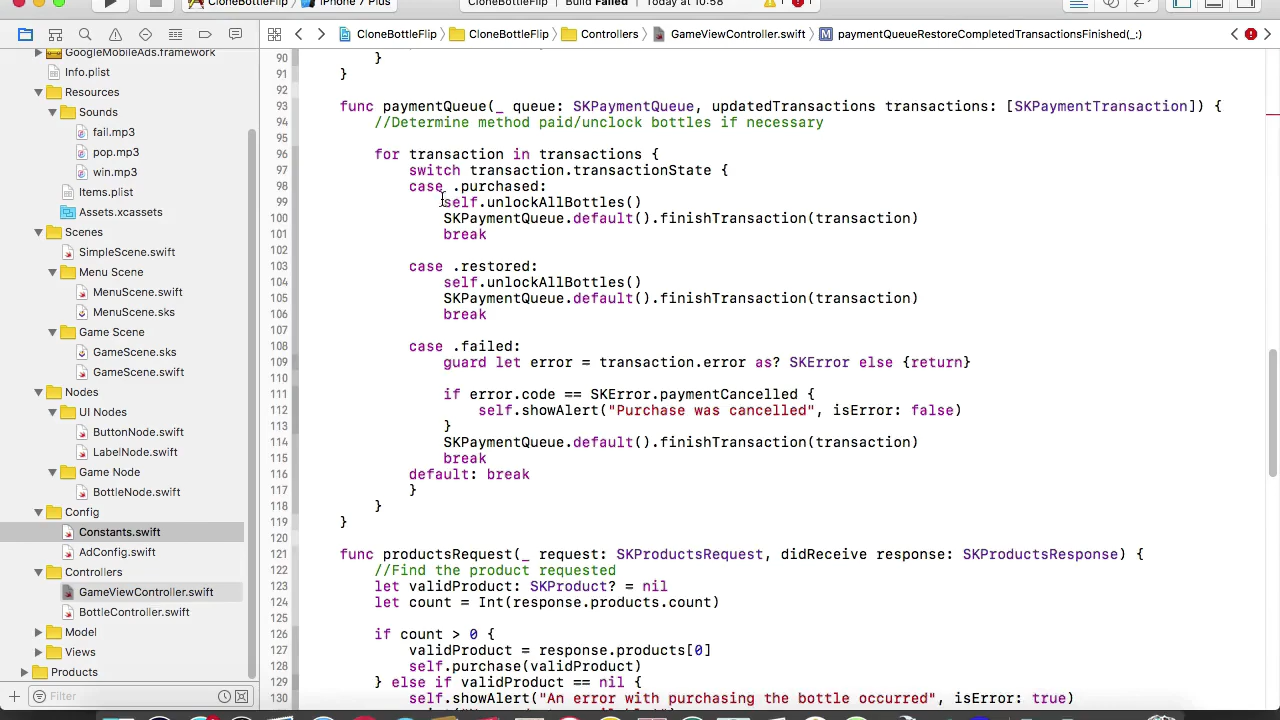 CloneBottleFlip iPhone 7 Plus CloneBottleFlip Build Failed Today at 10:58 1 1
CloneBottleFlip CloneBottleFlip Controllers GameViewController.swift M paymentQueueRestoreCompletedTransactionsFinished(_:)
GoogleMobileAds.framework
Info.plist
Resources
Sounds
fail.mp3
pop.mp3
win.mp3
Items.plist
Assets.xcassets
Scenes
SimpleScene.swift
Menu Scene
MenuScene.swift
MenuScene.sks
Game Scene
GameScene.sks
GameScene.swift
Nodes
UI Nodes
ButtonNode.swift
LabelNode.swift
Game Node
BottleNode.swift
Config
Constants.swift
AdConfig.swift
Controllers
GameViewController.swift
BottleController.swift
Model
Views
Products
Filter
90 }
91 }
92
93 func paymentQueue(_ queue: SKPaymentQueue, updatedTransactions transactions: [SKPaymentTransaction]) {
94 //Determine method paid/unclock bottles if necessary
95
96 for transaction in transactions {
97 switch transaction.transactionState {
98 case .purchased:
99 self.unlockAllBottles()
100 SKPaymentQueue.default().finishTransaction(transaction)
101 break
102
103 case .restored:
104 self.unlockAllBottles()
105 SKPaymentQueue.default().finishTransaction(transaction)
106 break
107
108 case .failed:
109 guard let error = transaction.error as? SKError else {return}
110
111 if error.code == SKError.paymentCancelled {
112 self.showAlert("Purchase was cancelled", isError: false)
113 }
114 SKPaymentQueue.default().finishTransaction(transaction)
115 break
116 default: break
117 }
118 }
119 }
120
121 func productsRequest(_ request: SKProductsRequest, didReceive response: SKProductsResponse) {
122 //Find the product requested
123 let validProduct: SKProduct? = nil
124 let count = Int(response.products.count)
125
126 if count > 0 {
127 validProduct = response.products[0]
128 self.purchase(validProduct)
129 } else if validProduct == nil {
130 self.showAlert("An error with purchasing the bottle occurred", isError: true)